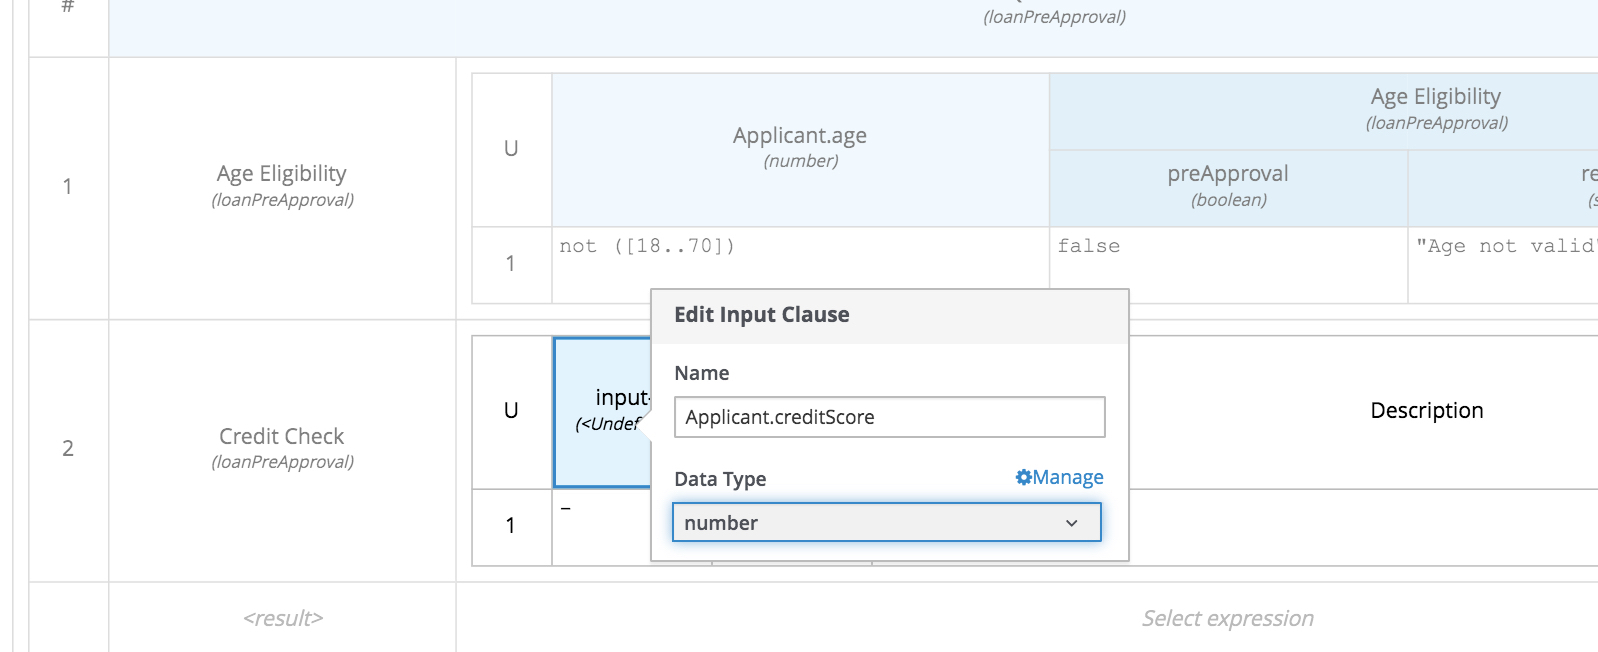 #
(loanPreApproval)
1
Age Eligibility
(loanPreApproval)
U
Applicant.age
(number)
Age Eligibility
(loanPreApproval)
preApproval
(boolean)
1
not ([18..70])
false
"Age not valid"
2
Credit Check
(loanPreApproval)
U
input-
(<Undef
Description
1
–
Edit Input Clause
Name
Applicant.creditScore
Data Type
Manage
number
<result>
Select expression